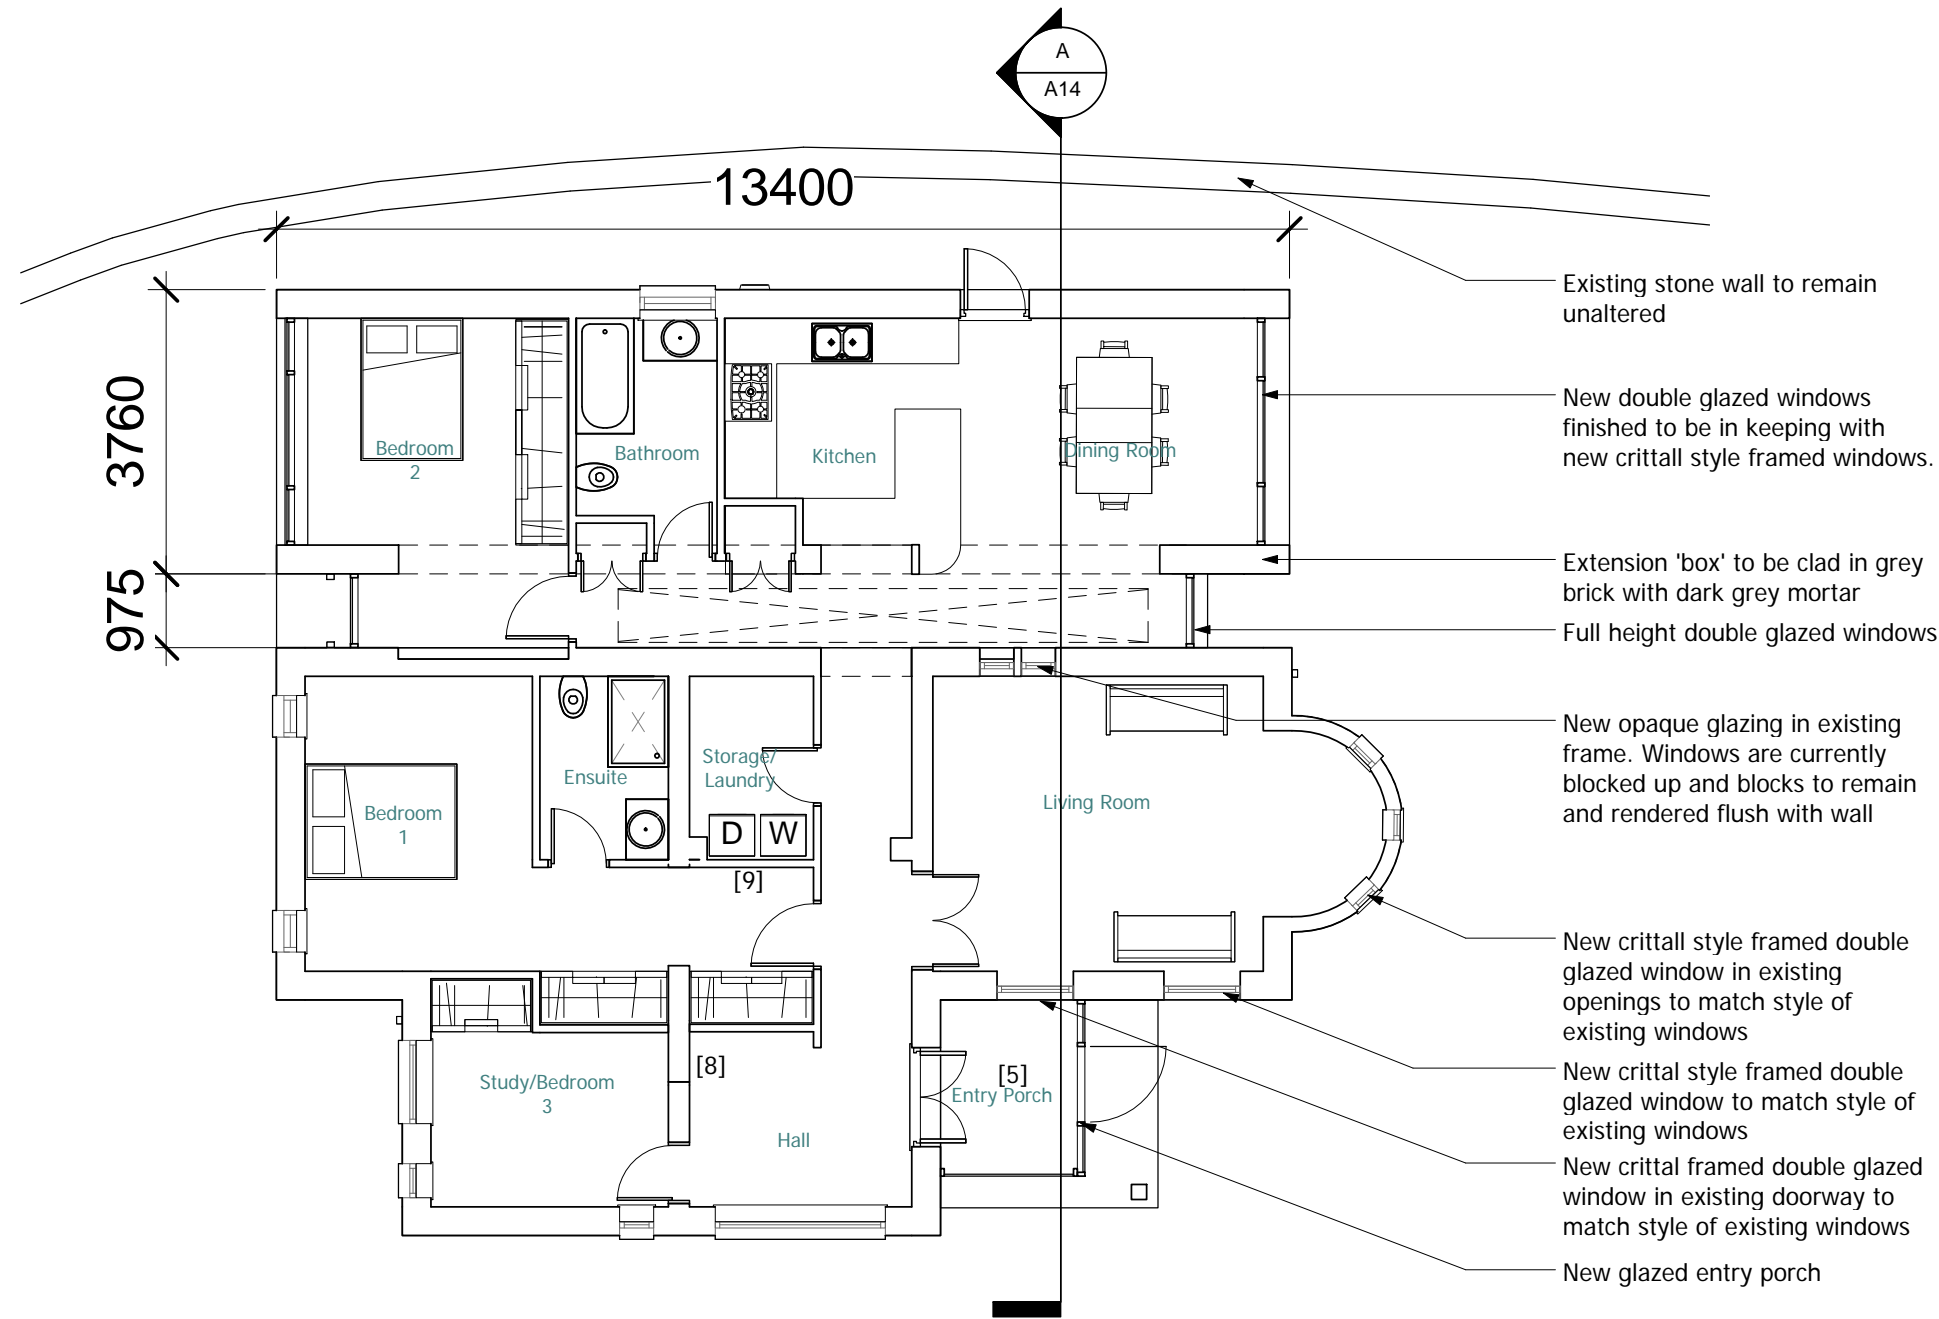 A
A14
13400
3760
975
Existing stone wall to remain
unaltered
New double glazed windows
finished to be in keeping with
new crittall style framed windows.
Extension 'box' to be clad in grey
brick with dark grey mortar
Full height double glazed windows
New opaque glazing in existing
frame. Windows are currently
blocked up and blocks to remain
and rendered flush with wall
New crittall style framed double
glazed window in existing
openings to match style of
existing windows
New crittal style framed double
glazed window to match style of
existing windows
New crittal framed double glazed
window in existing doorway to
match style of existing windows
New glazed entry porch
Bedroom
2
Bathroom
Kitchen
Dining Room
Bedroom
1
Ensuite
Storage/
Laundry
D
W
[9]
Living Room
Study/Bedroom
3
[8]
Hall
[5]
Entry Porch